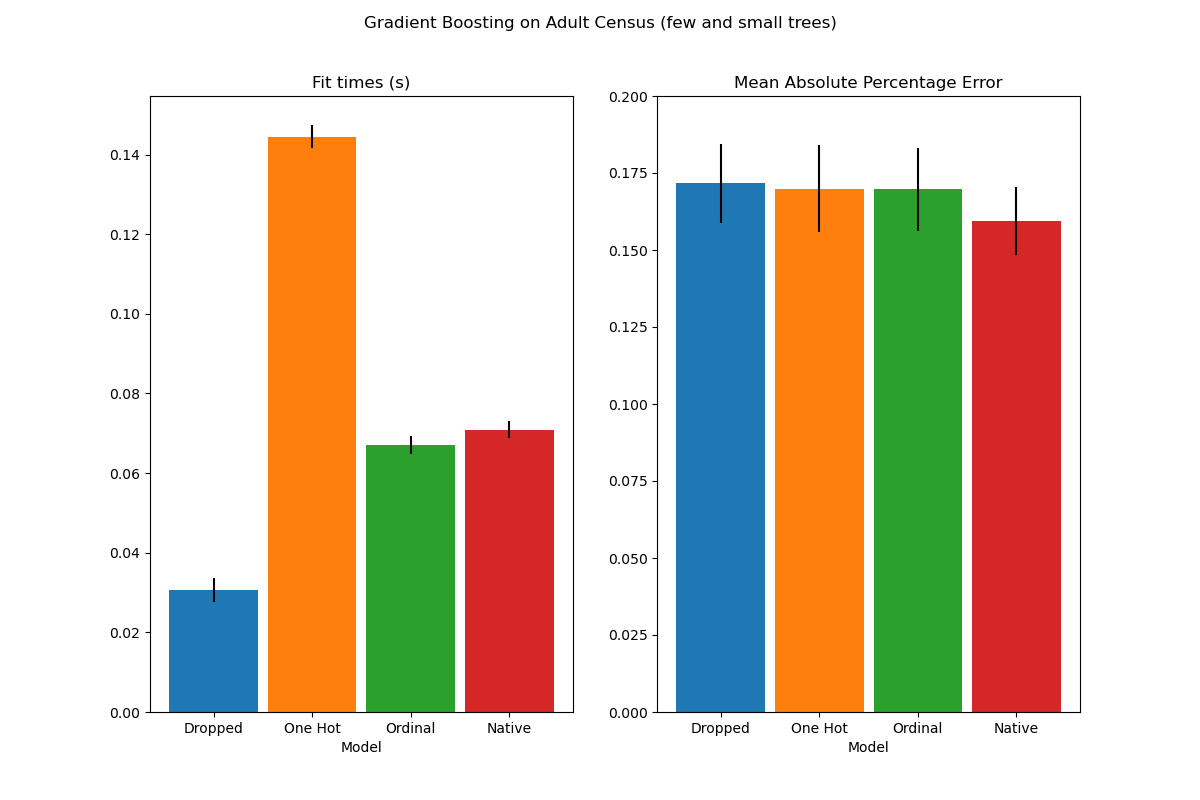 Gradient Boosting on Adult Census (few and small trees)
Fit times (s)
0.14
0.12
0.10
0.08
0.06
0.04
0.02
0.00
Dropped One Hot Ordinal Native
Model
Mean Absolute Percentage Error
0.200
0.175
0.150
0.125
0.100
0.075
0.050
0.025
0.000
Dropped One Hot Ordinal Native
Model